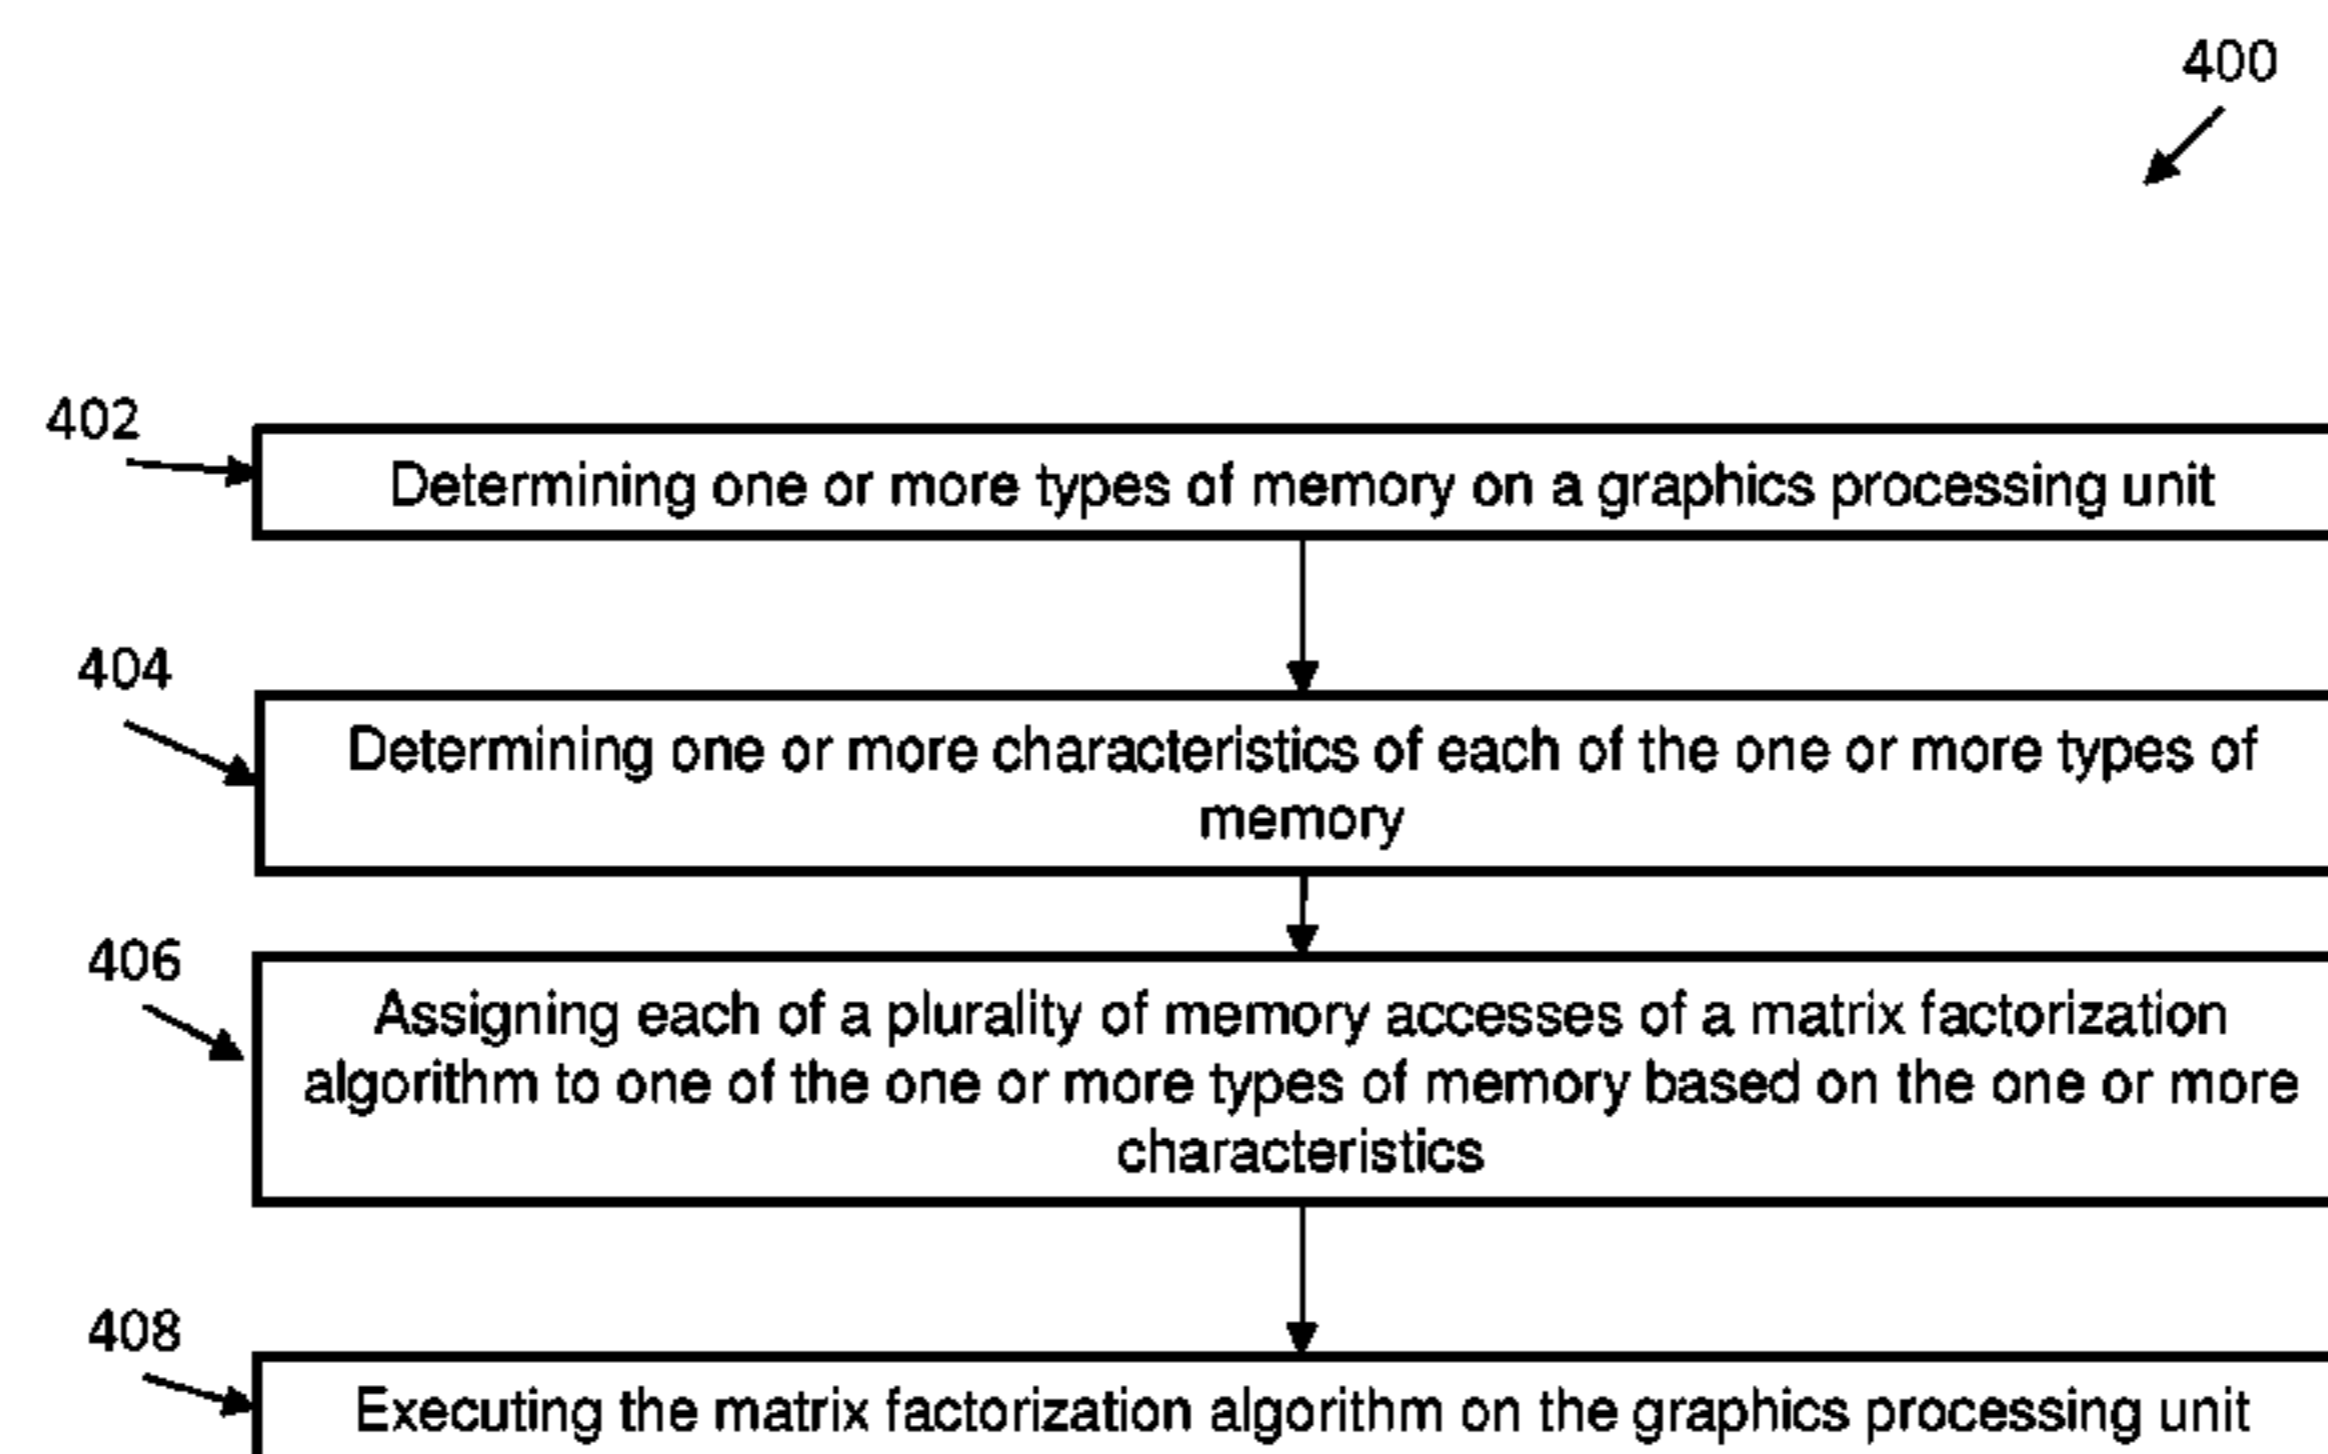 400
402
Determining one or more types of memory on a graphics processing unit
404
Determining one or more characteristics of each of the one or more types of
memory
406
Assigning each of a plurality of memory accesses of a matrix factorization
algorithm to one of the one or more types of memory based on the one or more
characteristics
408
Executing the matrix factorization algorithm on the graphics processing unit